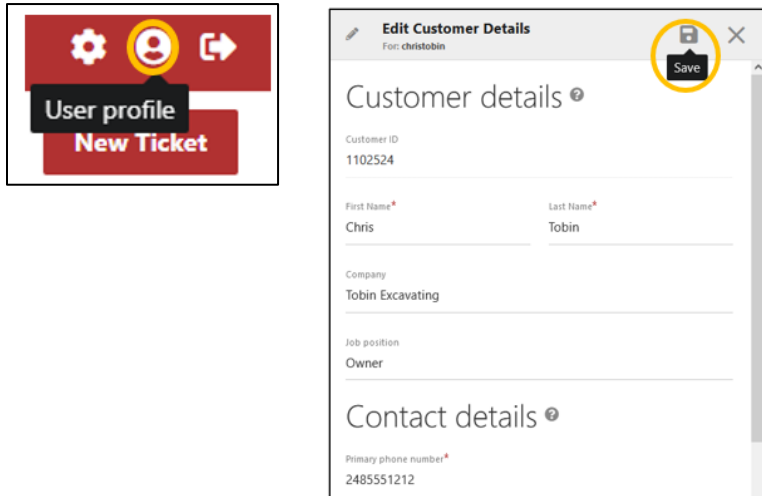 User profile
New Ticket
Edit Customer Details
For: christobin
Save
Customer details
Customer ID
1102524
First Name* Last Name*
Chris Tobin
Company
Tobin Excavating
Job position
Owner
Contact details
Primary phone number*
2485551212